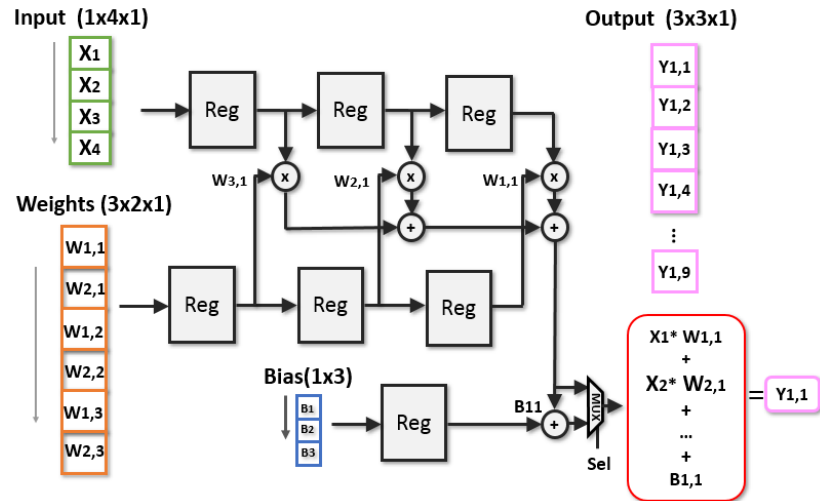 Input (1x4x1)
X1
X2
X3
X4
Reg
Reg
Reg
W3,1
x
W2,1
x
W1,1
x
+
+
Weights (3x2x1)
W1,1
W2,1
W1,2
W2,2
W1,3
W2,3
Reg
Reg
Reg
Bias(1x3)
B1
B2
B3
Reg
B11
+
MUX
Sel
Output (3x3x1)
Y1,1
Y1,2
Y1,3
Y1,4
⋮
Y1,9
X1* W1,1
+
X2* W2,1
+
...
+
B1,1
= Y1,1